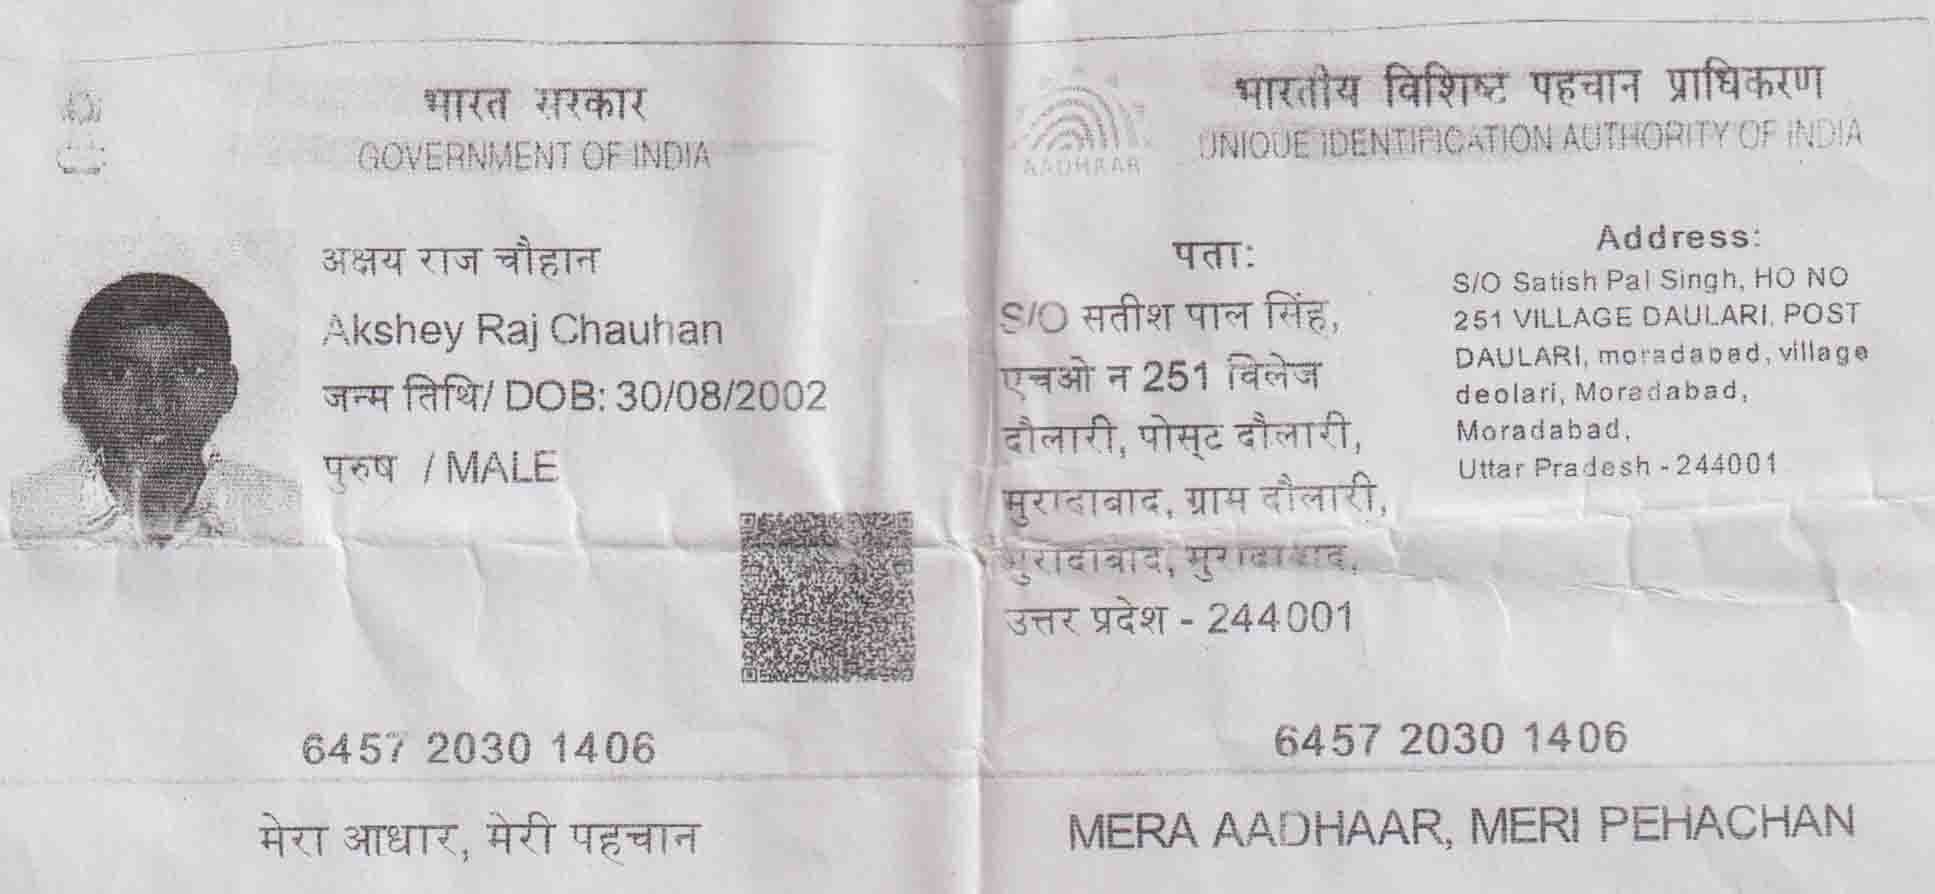 भारत सरकार
GOVERNMENT OF INDIA
अक्षय राज चौहान
Akshey Raj Chauhan
जन्म तिथि/ DOB: 30/08/2002
पुरुष / MALE
6457 2030 1406
मेरा आधार, मेरी पहचान
भारतीय विशिष्ट पहचान प्राधिकरण
UNIQUE IDENTIFICATION AUTHORITY OF INDIA
AADHAAR
पता:
S/O सतीश पाल सिंह,
एचओ न 251 विलेज
दौलारी, पोस्ट दौलारी,
मुरादाबाद, ग्राम दौलारी,
मुरादाबाद, मुरादाबाद,
उत्तर प्रदेश - 244001
Address:
S/O Satish Pal Singh, HO NO
251 VILLAGE DAULARI, POST
DAULARI, moradabad, village
deolari, Moradabad,
Moradabad,
Uttar Pradesh - 244001
6457 2030 1406
MERA AADHAAR, MERI PEHACHAN